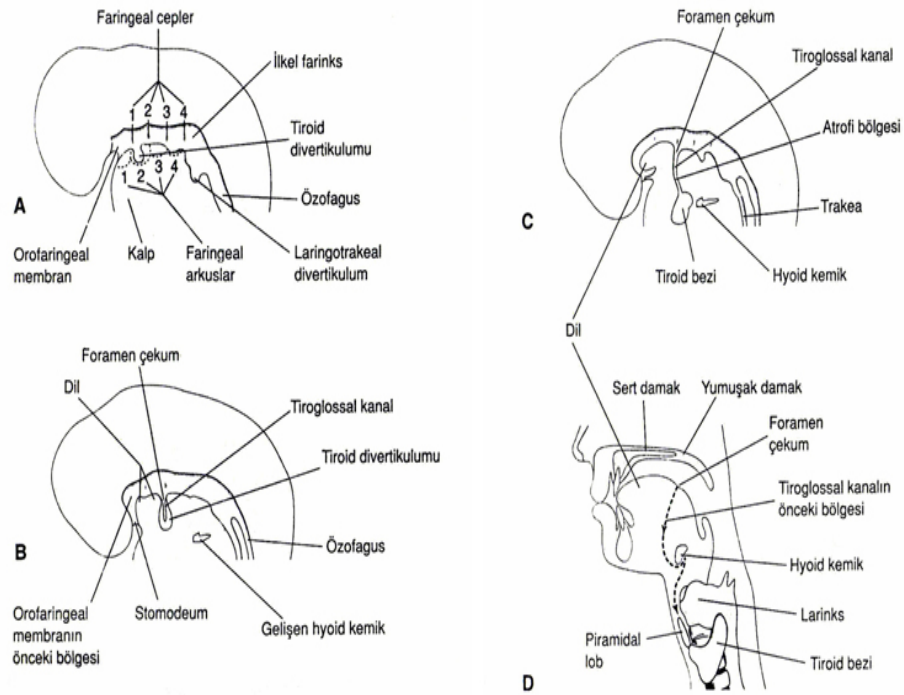 Faringeal cepler
İlkel farinks
1 2 3 4
Tiroid
divertikulumu
1 2 3 4
Özofagus
A
Orofaringeal
membran
Kalp
Faringeal
arkuslar
Laringotrakeal
divertikulum
Foramen çekum
Dil
Tiroglossal kanal
Tiroid divertikulumu
Özofagus
B
Orofaringeal
membranın
önceki bölgesi
Stomodeum
Gelişen hyoid kemik
Foramen çekum
Tiroglossal kanal
Atrofi bölgesi
Trakea
C
Tiroid bezi
Hyoid kemik
Dil
Sert damak
Yumuşak damak
Foramen
çekum
Tiroglossal kanalın
önceki bölgesi
Hyoid kemik
Larinks
Piramidal
lob
Tiroid bezi
D